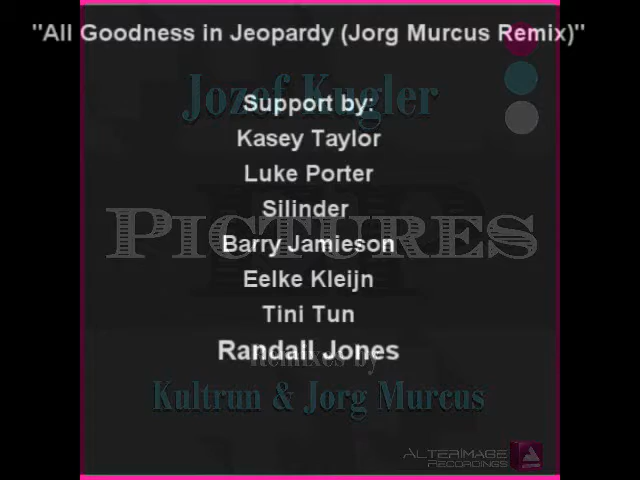 "All Goodness in Jeopardy (Jorg Murcus Remix)"
Jozef Kugler
Support by:
Kasey Taylor
Luke Porter
Silinder
PICTURES
Barry Jamieson
Eelke Kleijn
Tini Tun
Randall Jones
Remixes by
Kultrun & Jorg Murcus
ALTERIMAGE
RECORDINGS